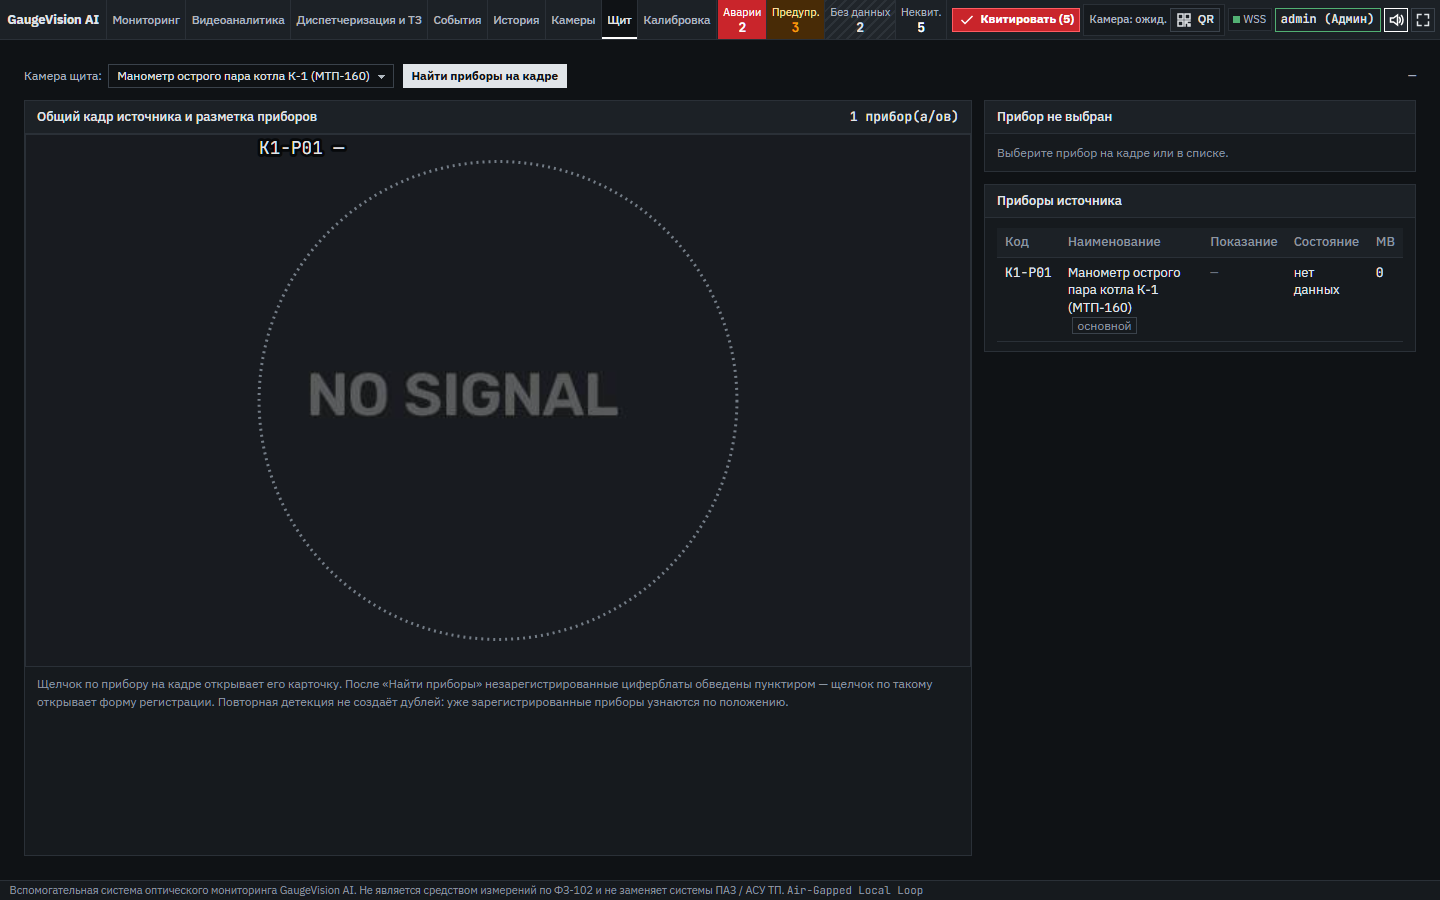 GaugeVision AI Мониторинг Видеоаналитика Диспетчеризация и ТЗ События История Камеры Щит Калибровка Аварии 2 Предупр. 3 Без данных 2 Неквит. 5 Квитировать (5) Камера: ожид. QR WSS admin (Админ)
Камера щита: Манометр острого пара котла К-1 (МТП-160) Найти приборы на кадре —
Общий кадр источника и разметка приборов 1 прибор(а/ов)
K1-P01 —
NO SIGNAL
Щелчок по прибору на кадре открывает его карточку. После «Найти приборы» незарегистрированные циферблаты обведены пунктиром — щелчок по такому
открывает форму регистрации. Повторная детекция не создаёт дублей: уже зарегистрированные приборы узнаются по положению.
Прибор не выбран
Выберите прибор на кадре или в списке.
Приборы источника
Код Наименование Показание Состояние МВ
K1-P01 Манометр острого — нет 0
пара котла К-1 данных
(МТП-160)
основной
Вспомогательная система оптического мониторинга GaugeVision AI. Не является средством измерений по ФЗ-102 и не заменяет системы ПАЗ / АСУ ТП. Air-Gapped Local Loop